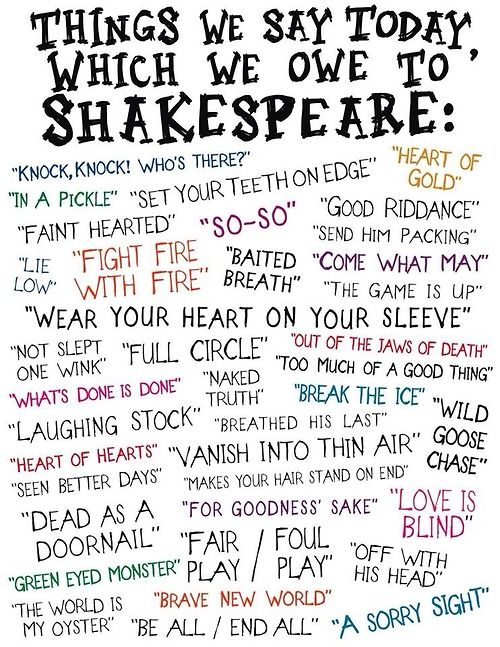 THINGS WE SAY TODAY,
WHICH WE OWE TO
SHAKESPEARE:
"KNOCK, KNOCK! WHO'S THERE?"
"HEART OF
GOLD"
"IN A PICKLE"
"SET YOUR TEETH ON EDGE"
"FAINT HEARTED"
"SO-SO"
"GOOD RIDDANCE"
"SEND HIM PACKING"
"LIE
LOW"
"FIGHT FIRE
WITH FIRE"
"BAITED
BREATH"
"COME WHAT MAY"
"THE GAME IS UP"
"WEAR YOUR HEART ON YOUR SLEEVE"
"NOT SLEPT
ONE WINK"
"FULL CIRCLE"
"OUT OF THE JAWS OF DEATH"
"TOO MUCH OF A GOOD THING"
"WHAT'S DONE IS DONE"
"NAKED
TRUTH"
"BREAK THE ICE"
"WILD
GOOSE
CHASE"
"LAUGHING STOCK"
"BREATHED HIS LAST"
"HEART OF HEARTS"
"VANISH INTO THIN AIR"
"SEEN BETTER DAYS"
"MAKES YOUR HAIR STAND ON END"
"DEAD AS A
DOORNAIL"
"FOR GOODNESS' SAKE"
"LOVE IS
BLIND"
"FAIR / FOUL
PLAY / PLAY"
"OFF WITH
HIS HEAD"
"GREEN EYED MONSTER"
"THE WORLD IS
MY OYSTER"
"BRAVE NEW WORLD"
"BE ALL / END ALL"
"A SORRY SIGHT"